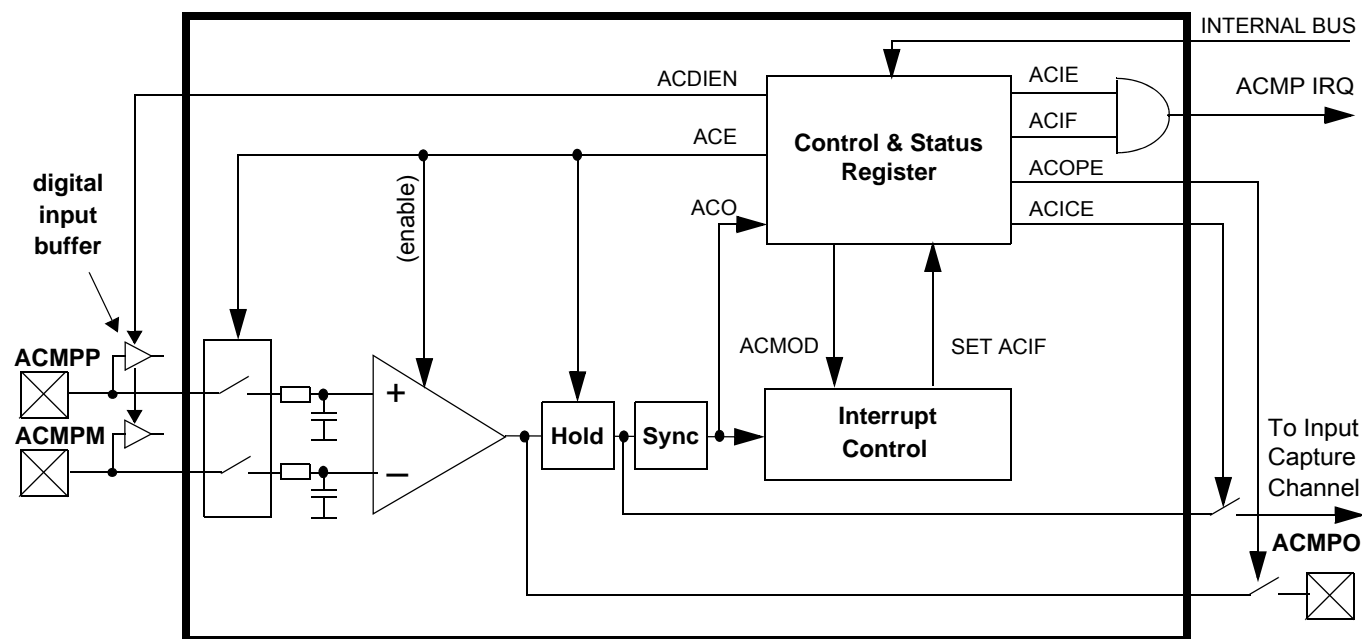 INTERNAL BUS
ACDIEN
ACIE
ACMP IRQ
ACE
Control & Status
Register
ACIF
ACOPE
digital
input
buffer
(enable)
ACO
ACICE
ACMPP
ACMOD
SET ACIF
+
ACMPM
Hold
Sync
Interrupt
Control
To Input
Capture
Channel
−
ACMPO